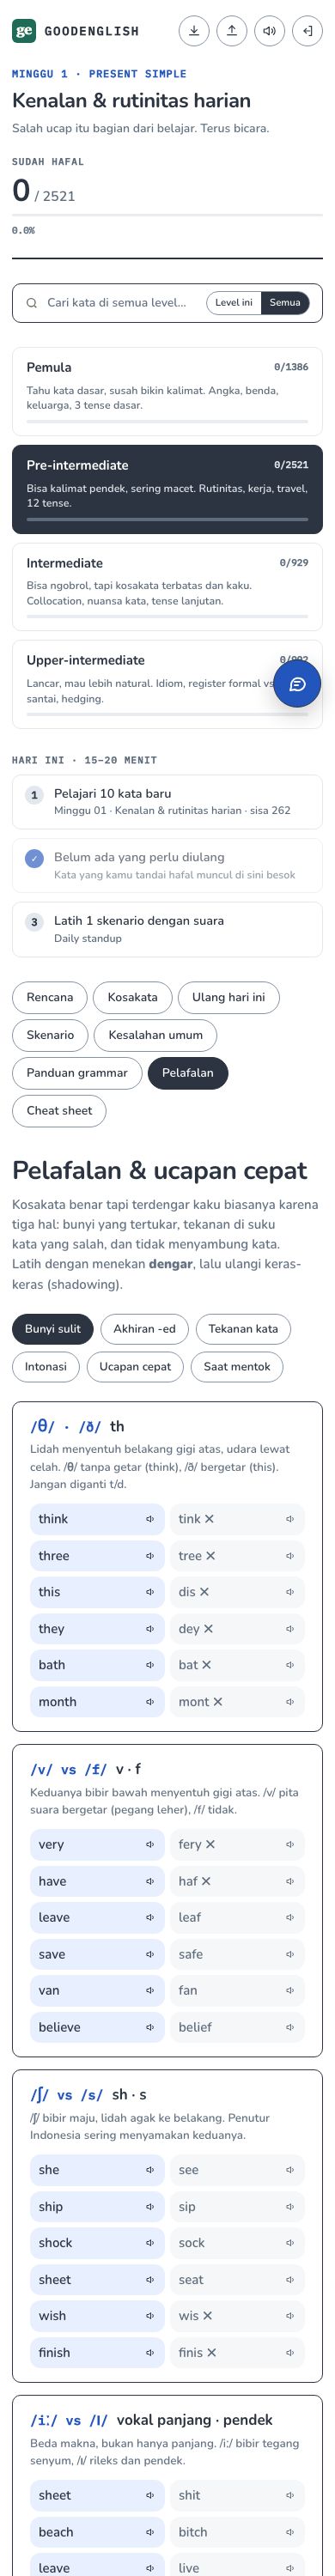 ge GOODENGLISH
MINGGU 1 · PRESENT SIMPLE
Kenalan & rutinitas harian
Salah ucap itu bagian dari belajar. Terus bicara.
SUDAH HAFAL
0 / 2521
0.0%
Cari kata di semua level... Level ini Semua
Pemula 0/1386
Tahu kata dasar, susah bikin kalimat. Angka, benda,
keluarga, 3 tense dasar.
Pre-intermediate 0/2521
Bisa kalimat pendek, sering macet. Rutinitas, kerja, travel,
12 tense.
Intermediate 0/929
Bisa ngobrol, tapi kosakata terbatas dan kaku.
Collocation, nuansa kata, tense lanjutan.
Upper-intermediate
Lancar, mau lebih natural. Idiom, register formal vs
santai, hedging.
HARI INI · 15–20 MENIT
1 Pelajari 10 kata baru
Minggu 01 · Kenalan & rutinitas harian · sisa 262
✓ Belum ada yang perlu diulang
Kata yang kamu tandai hafal muncul di sini besok
3 Latih 1 skenario dengan suara
Daily standup
Rencana Kosakata Ulang hari ini
Skenario Kesalahan umum
Panduan grammar Pelafalan
Cheat sheet
Pelafalan & ucapan cepat
Kosakata benar tapi terdengar kaku biasanya karena
tiga hal: bunyi yang tertukar, tekanan di suku
kata yang salah, dan tidak menyambung kata.
Latih dengan menekan dengar, lalu ulangi keras-
keras (shadowing).
Bunyi sulit Akhiran -ed Tekanan kata
Intonasi Ucapan cepat Saat mentok
/θ/ · /ð/ th
Lidah menyentuh belakang gigi atas, udara lewat
celah. /θ/ tanpa getar (think), /ð/ bergetar (this).
Jangan diganti t/d.
think tink ✕
three tree ✕
this dis ✕
they dey ✕
bath bat ✕
month mont ✕
/v/ vs /f/ v · f
Keduanya bibir bawah menyentuh gigi atas. /v/ pita
suara bergetar (pegang leher), /f/ tidak.
very fery ✕
have haf ✕
leave leaf
save safe
van fan
believe belief
/ʃ/ vs /s/ sh · s
/ʃ/ bibir maju, lidah agak ke belakang. Penutur
Indonesia sering menyamakan keduanya.
she see
ship sip
shock sock
sheet seat
wish wis ✕
finish finis ✕
/iː/ vs /ɪ/ vokal panjang · pendek
Beda makna, bukan hanya panjang. /iː/ bibir tegang
senyum, /ɪ/ rileks dan pendek.
sheet shit
beach bitch
leave live